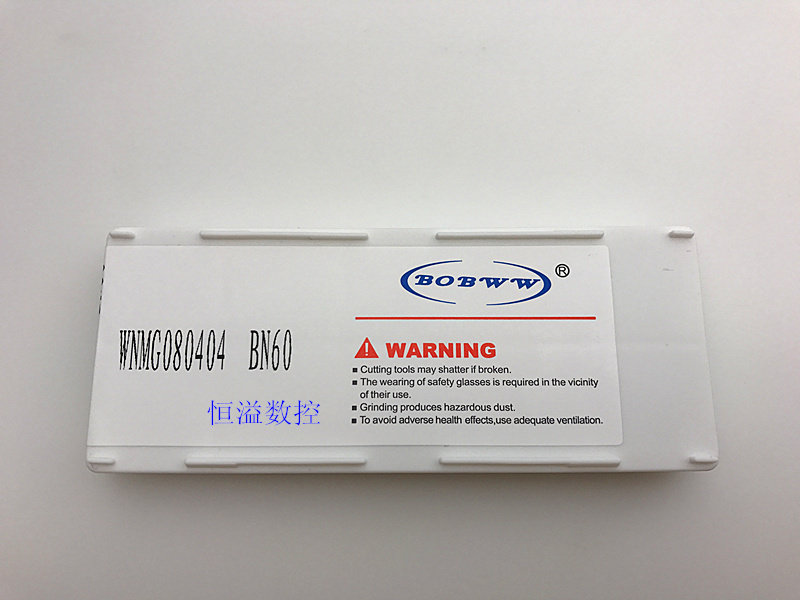 BOBWW®
WNMG080404 BN60
恒溢数控
WARNING
■ Cutting tools may shatter if broken.
■ The wearing of safety glasses is required in the vicinity
of their use.
■ Grinding produces hazardous dust.
■ To avoid adverse health effects,use adequate ventilation.